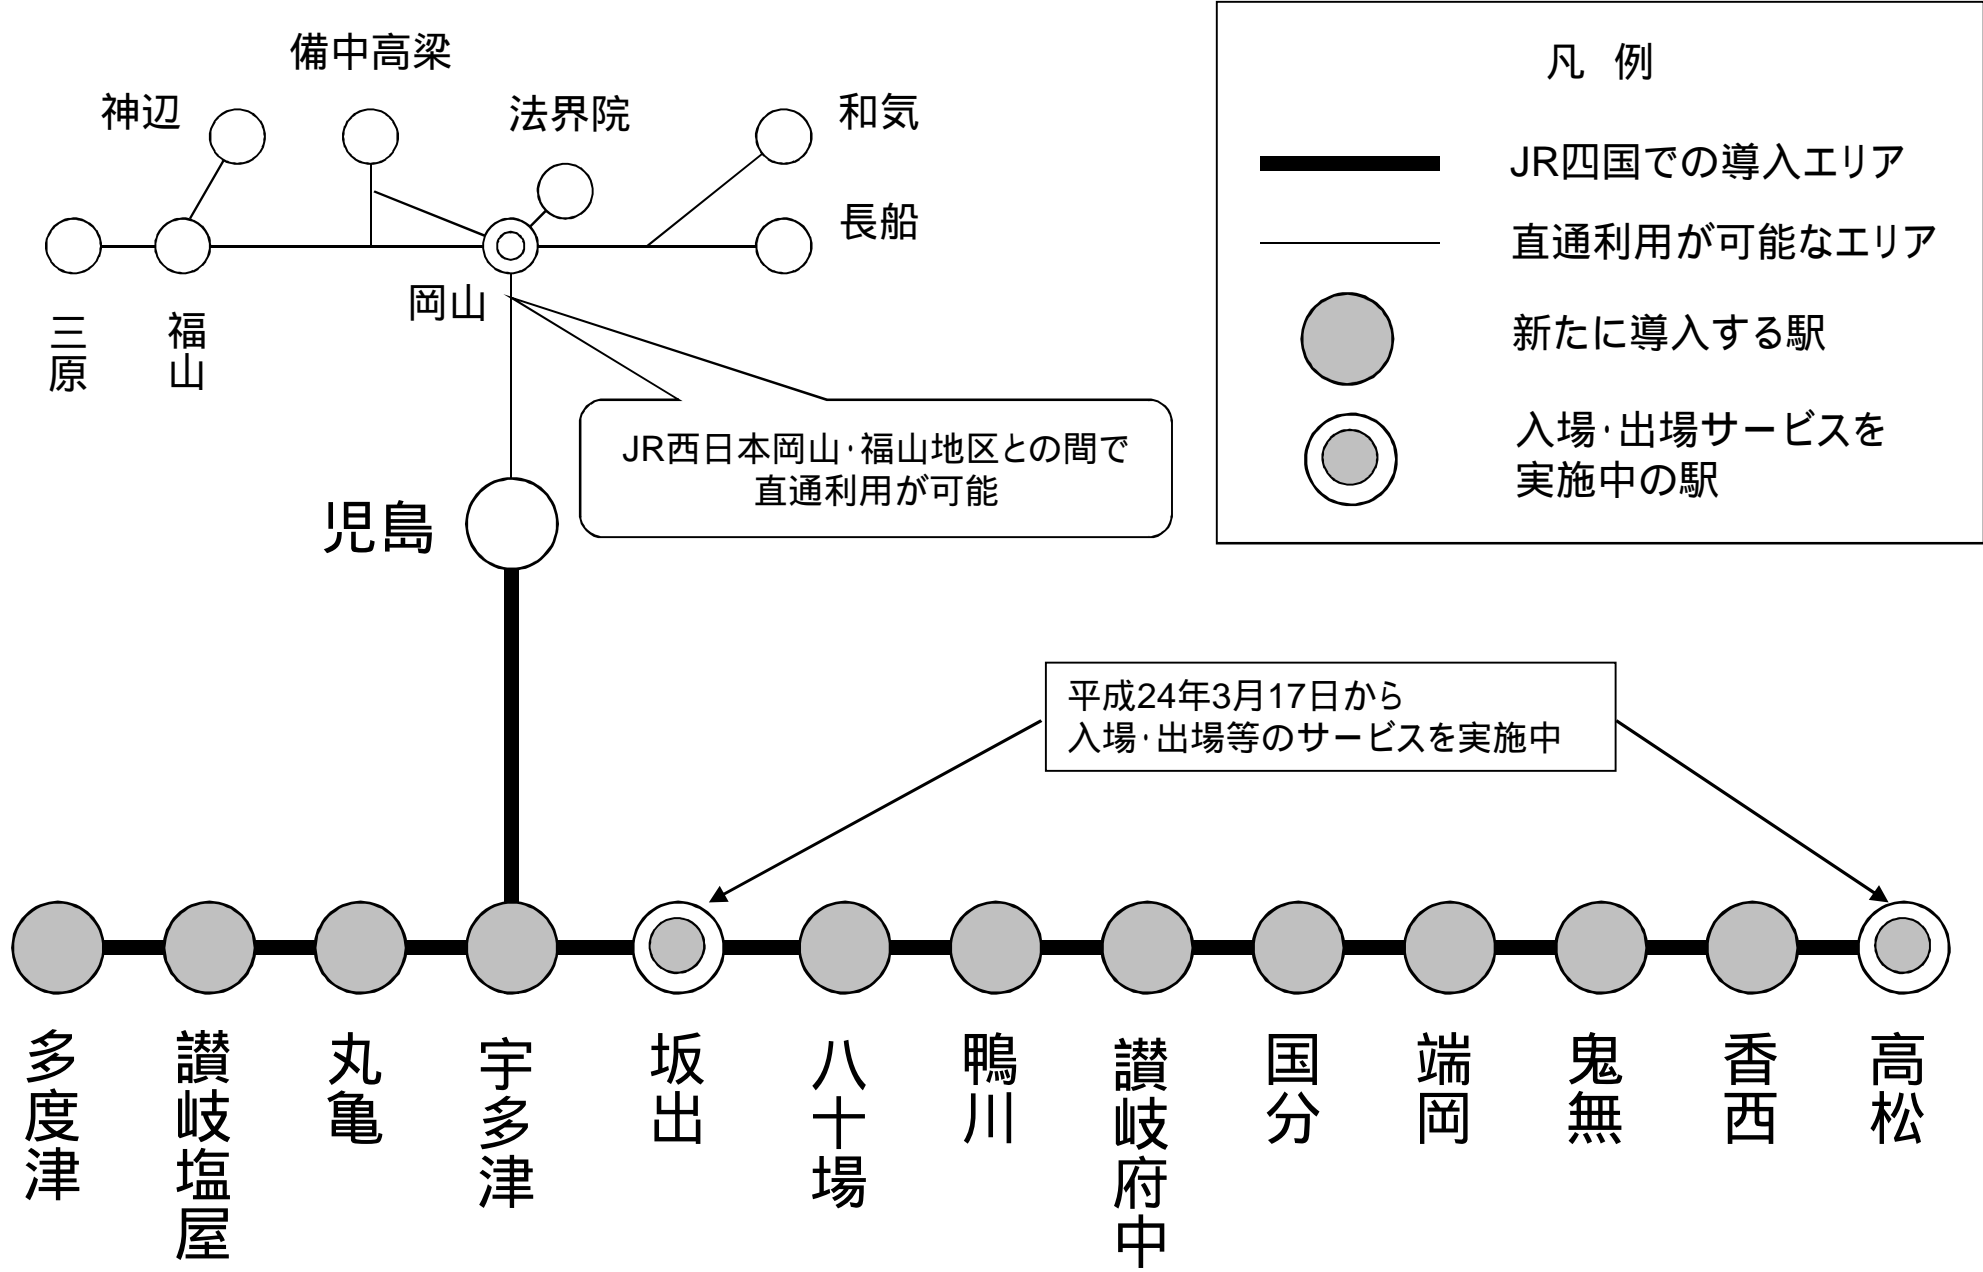 備中高梁
神辺
法界院
和気
長船
岡山
三原
福山
児島
JR西日本岡山・福山地区との間で
直通利用が可能
凡 例
JR四国での導入エリア
直通利用が可能なエリア
新たに導入する駅
入場・出場サービスを
実施中の駅
平成24年3月17日から
入場・出場等のサービスを実施中
多度津
讃岐塩屋
丸亀
宇多津
坂出
八十場
鴨川
讃岐府中
国分
端岡
鬼無
香西
高松